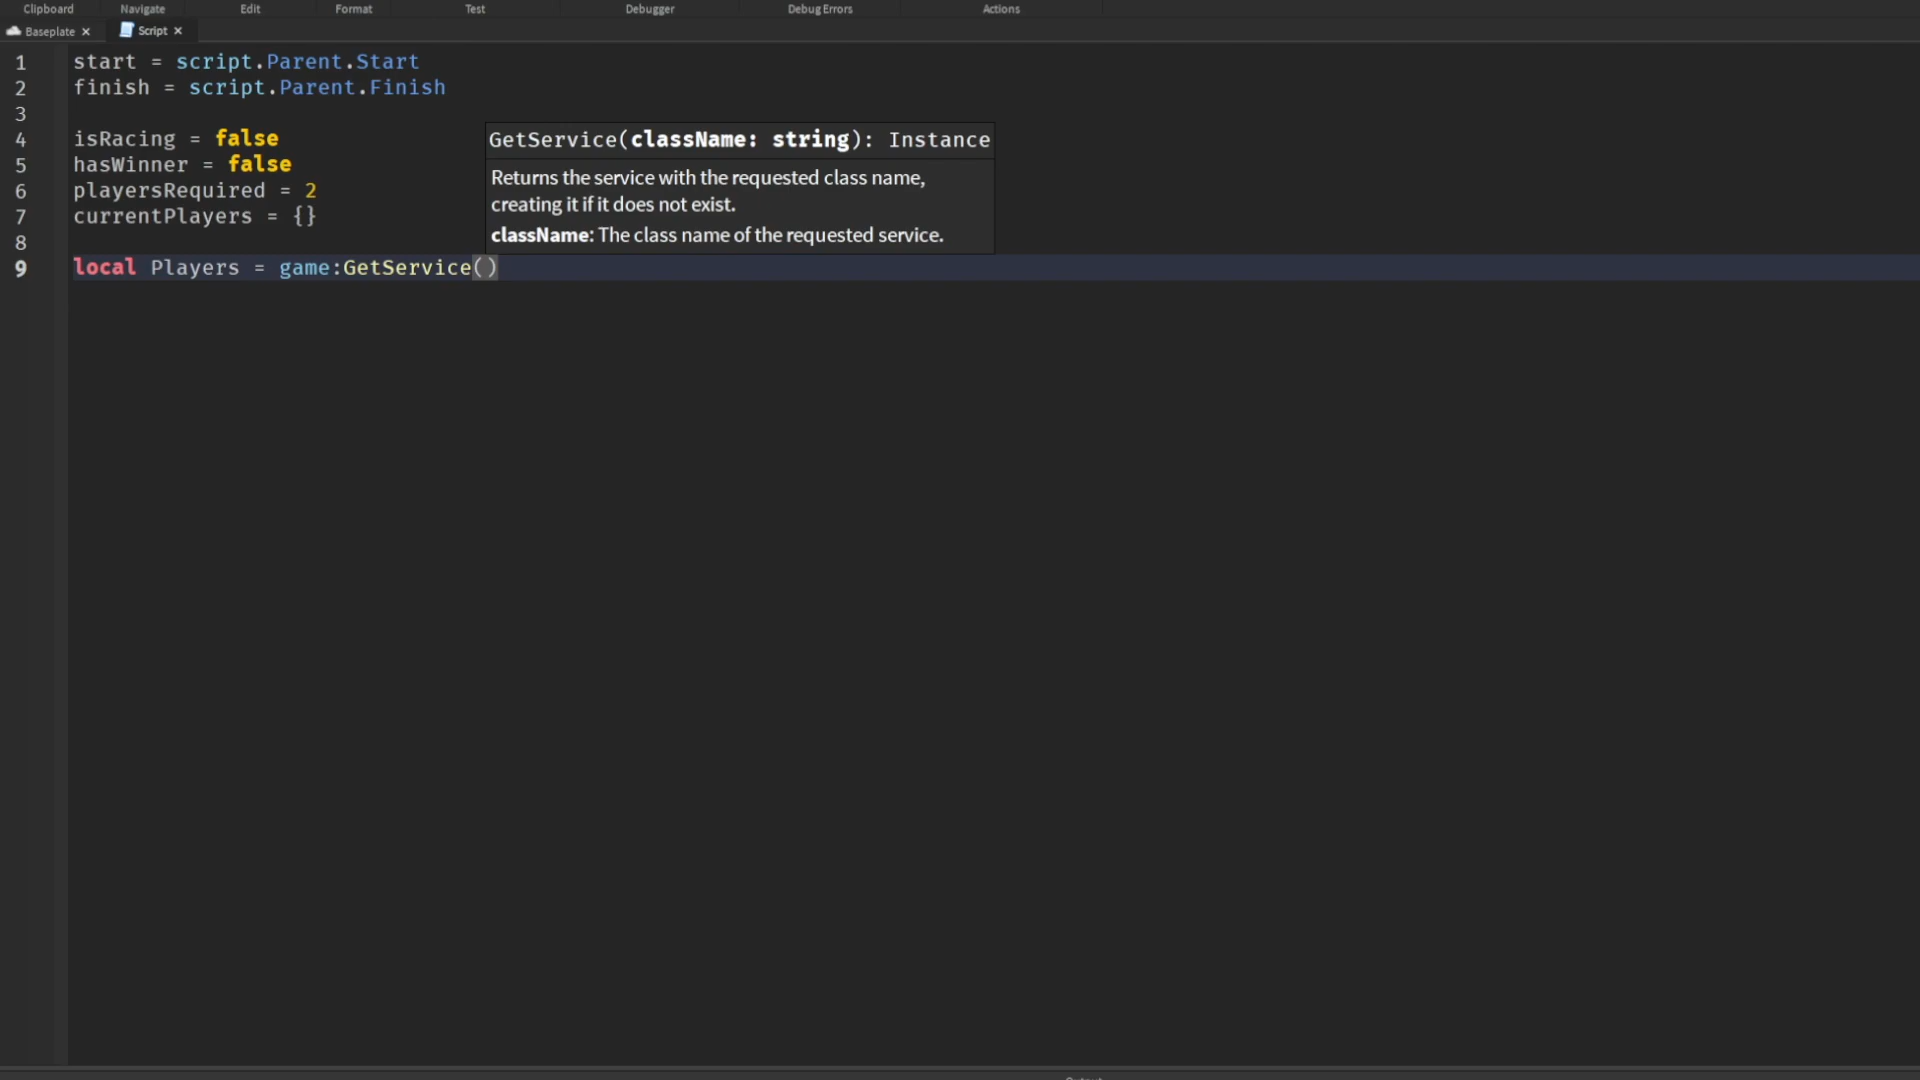 Clipboard Navigate Edit Format Test Debugger Debug Errors Actions
Baseplate × Script ×
1 start = script.Parent.Start
2 finish = script.Parent.Finish
3
4 isRacing = false
5 hasWinner = false
6 playersRequired = 2
7 currentPlayers = {}
8
9 local Players = game:GetService()
GetService(className: string): Instance
Returns the service with the requested class name,
creating it if it does not exist.
className: The class name of the requested service.